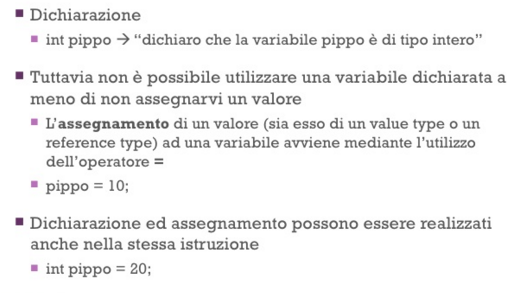 Dichiarazione
int pippo → “dichiaro che la variabile pippo è di tipo intero”
Tuttavia non è possibile utilizzare una variabile dichiarata a
meno di non assegnarvi un valore
L’assegnamento di un valore (sia esso di un value type o un
reference type) ad una variabile avviene mediante l’utilizzo
dell’operatore =
pippo = 10;
Dichiarazione ed assegnamento possono essere realizzati
anche nella stessa istruzione
int pippo = 20;